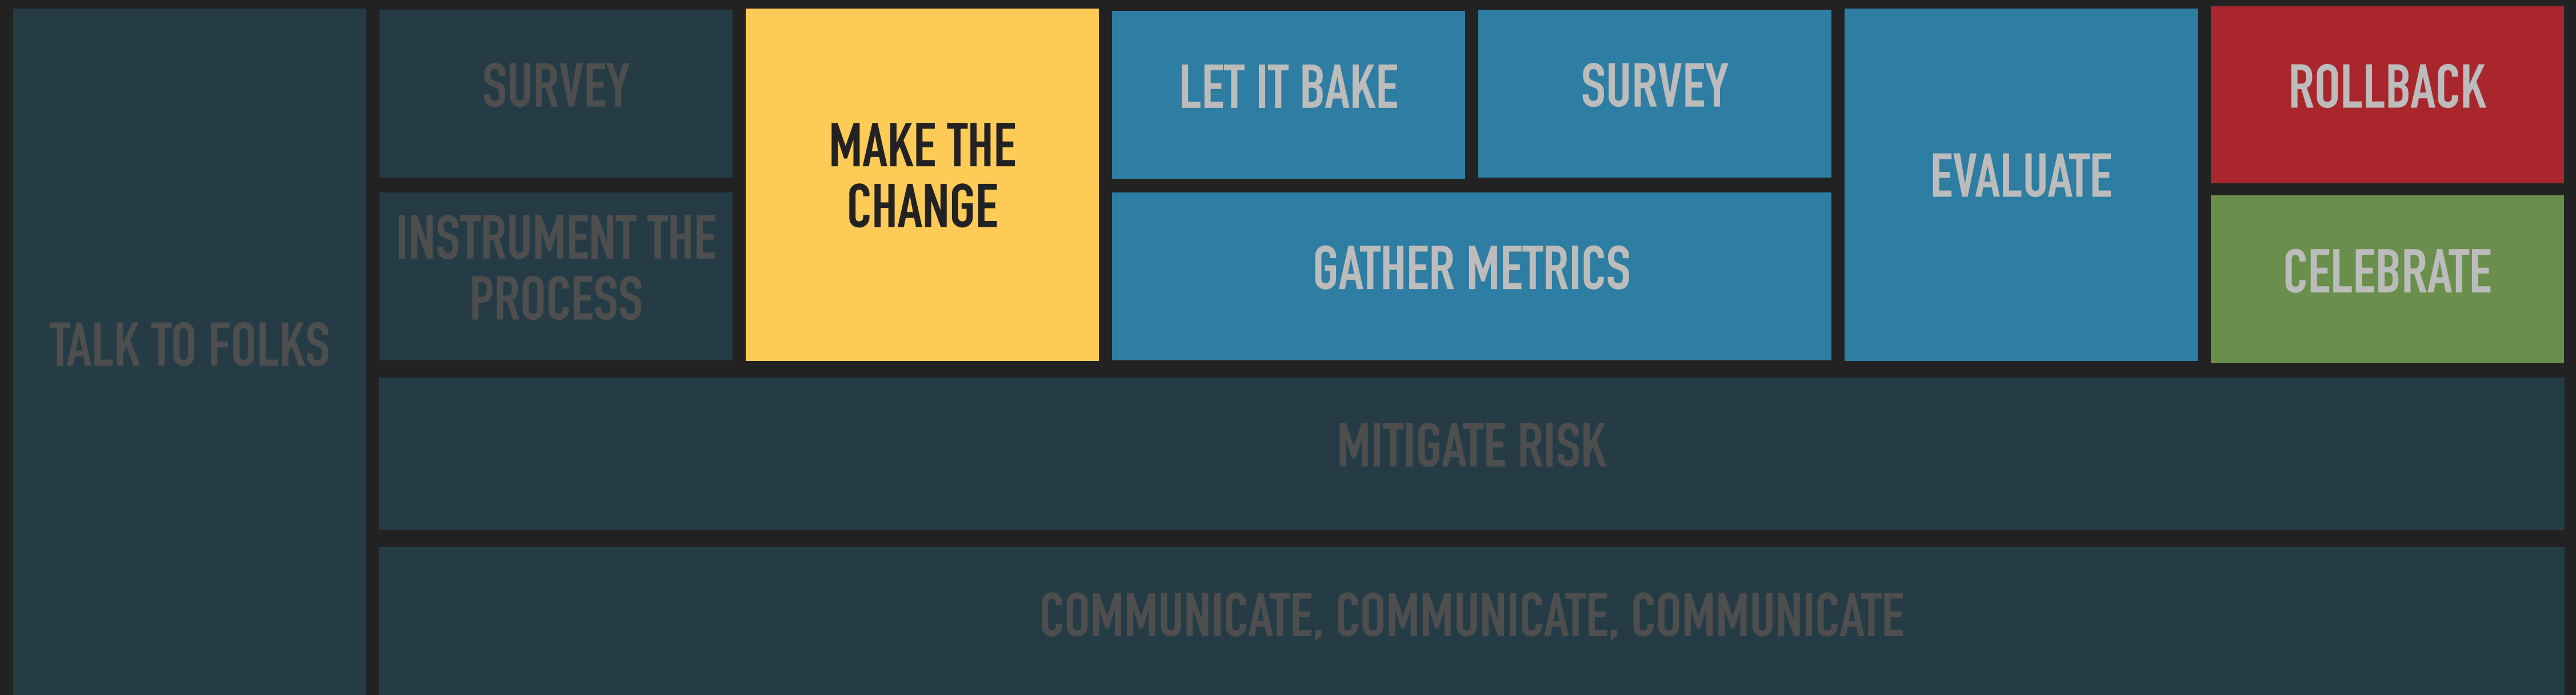 TALK TO FOLKS
SURVEY
INSTRUMENT THE
PROCESS
MAKE THE
CHANGE
LET IT BAKE
SURVEY
GATHER METRICS
EVALUATE
ROLLBACK
CELEBRATE
MITIGATE RISK
COMMUNICATE, COMMUNICATE, COMMUNICATE